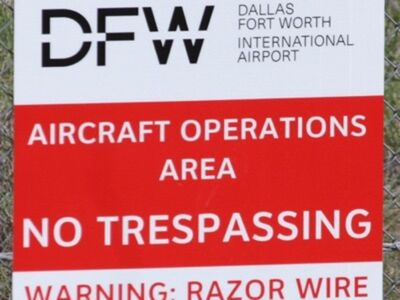 DFW
DALLAS
FORT WORTH
INTERNATIONAL
AIRPORT
AIRCRAFT OPERATIONS
AREA
NO TRESPASSING
WARNING: RAZOR WIRE